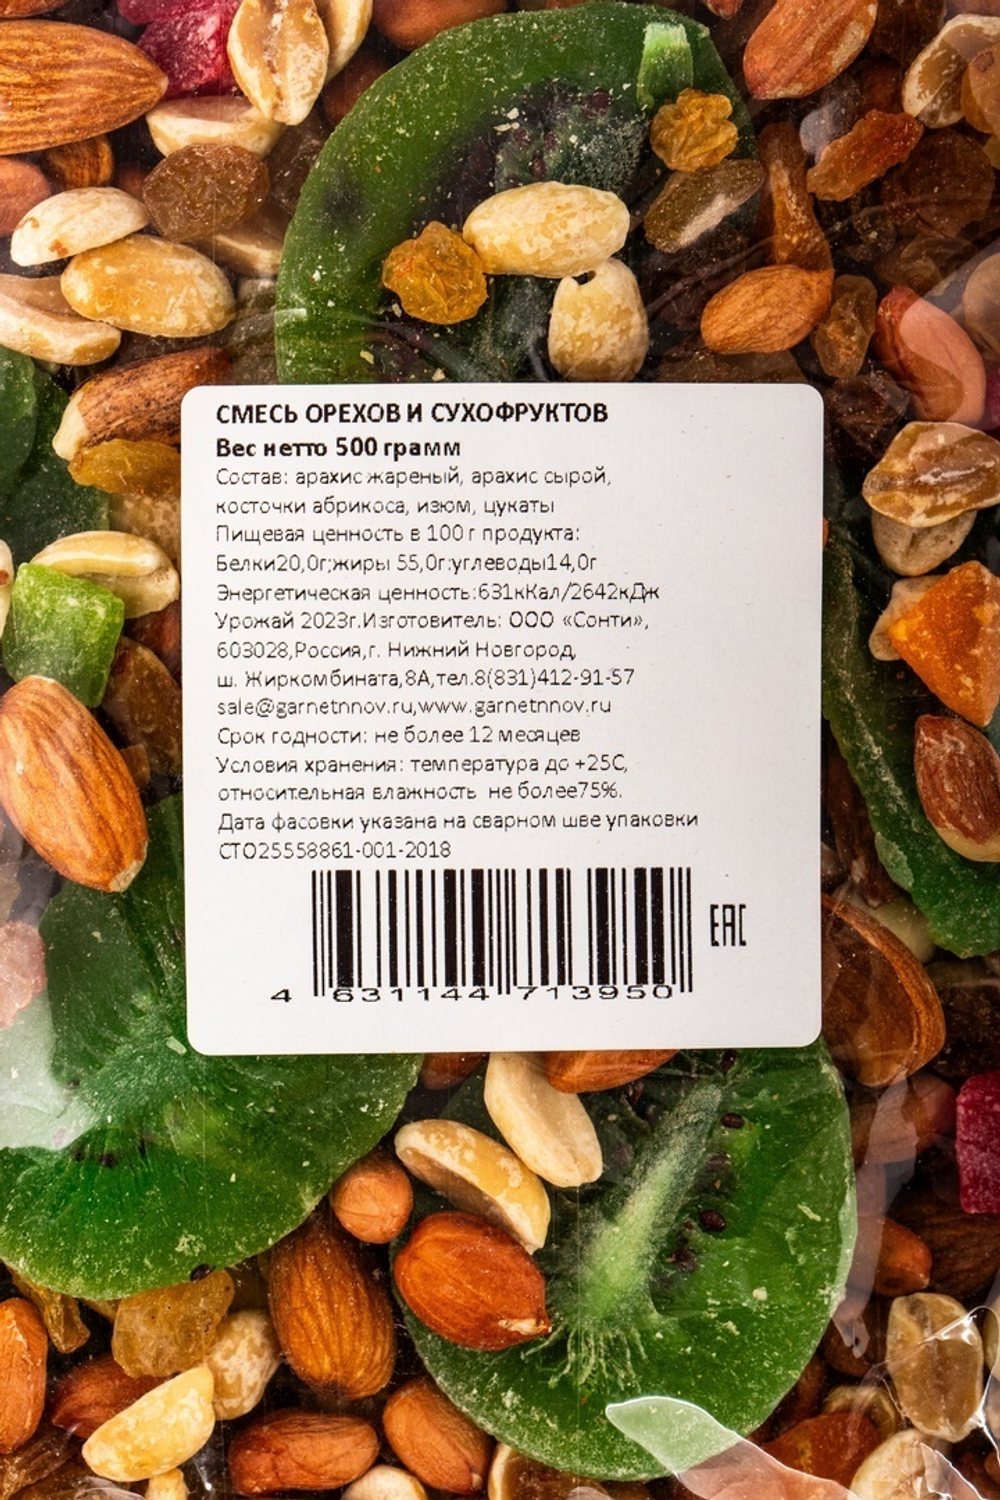 СМЕСЬ ОРЕХОВ И СУХОФРУКТОВ
Вес нетто 500 грамм
Состав: арахис жареный, арахис сырой,
косточки абрикоса, изюм, цукаты
Пищевая ценность в 100 г продукта:
Белки20,0г;жиры 55,0г:углеводы14,0г
Энергетическая ценность:631кКал/2642кДж
Урожай 2023г.Изготовитель: ООО «Сонти»,
603028,Россия,г. Нижний Новгород,
ш. Жиркомбината,8А,тел.8(831)412-91-57
sale@garnetnnov.ru,www.garnetnnov.ru
Срок годности: не более 12 месяцев
Условия хранения: температура до +25С,
относительная влажность не более75%.
Дата фасовки указана на сварном шве упаковки
СТО25558861-001-2018
EAC
4 631144 713950